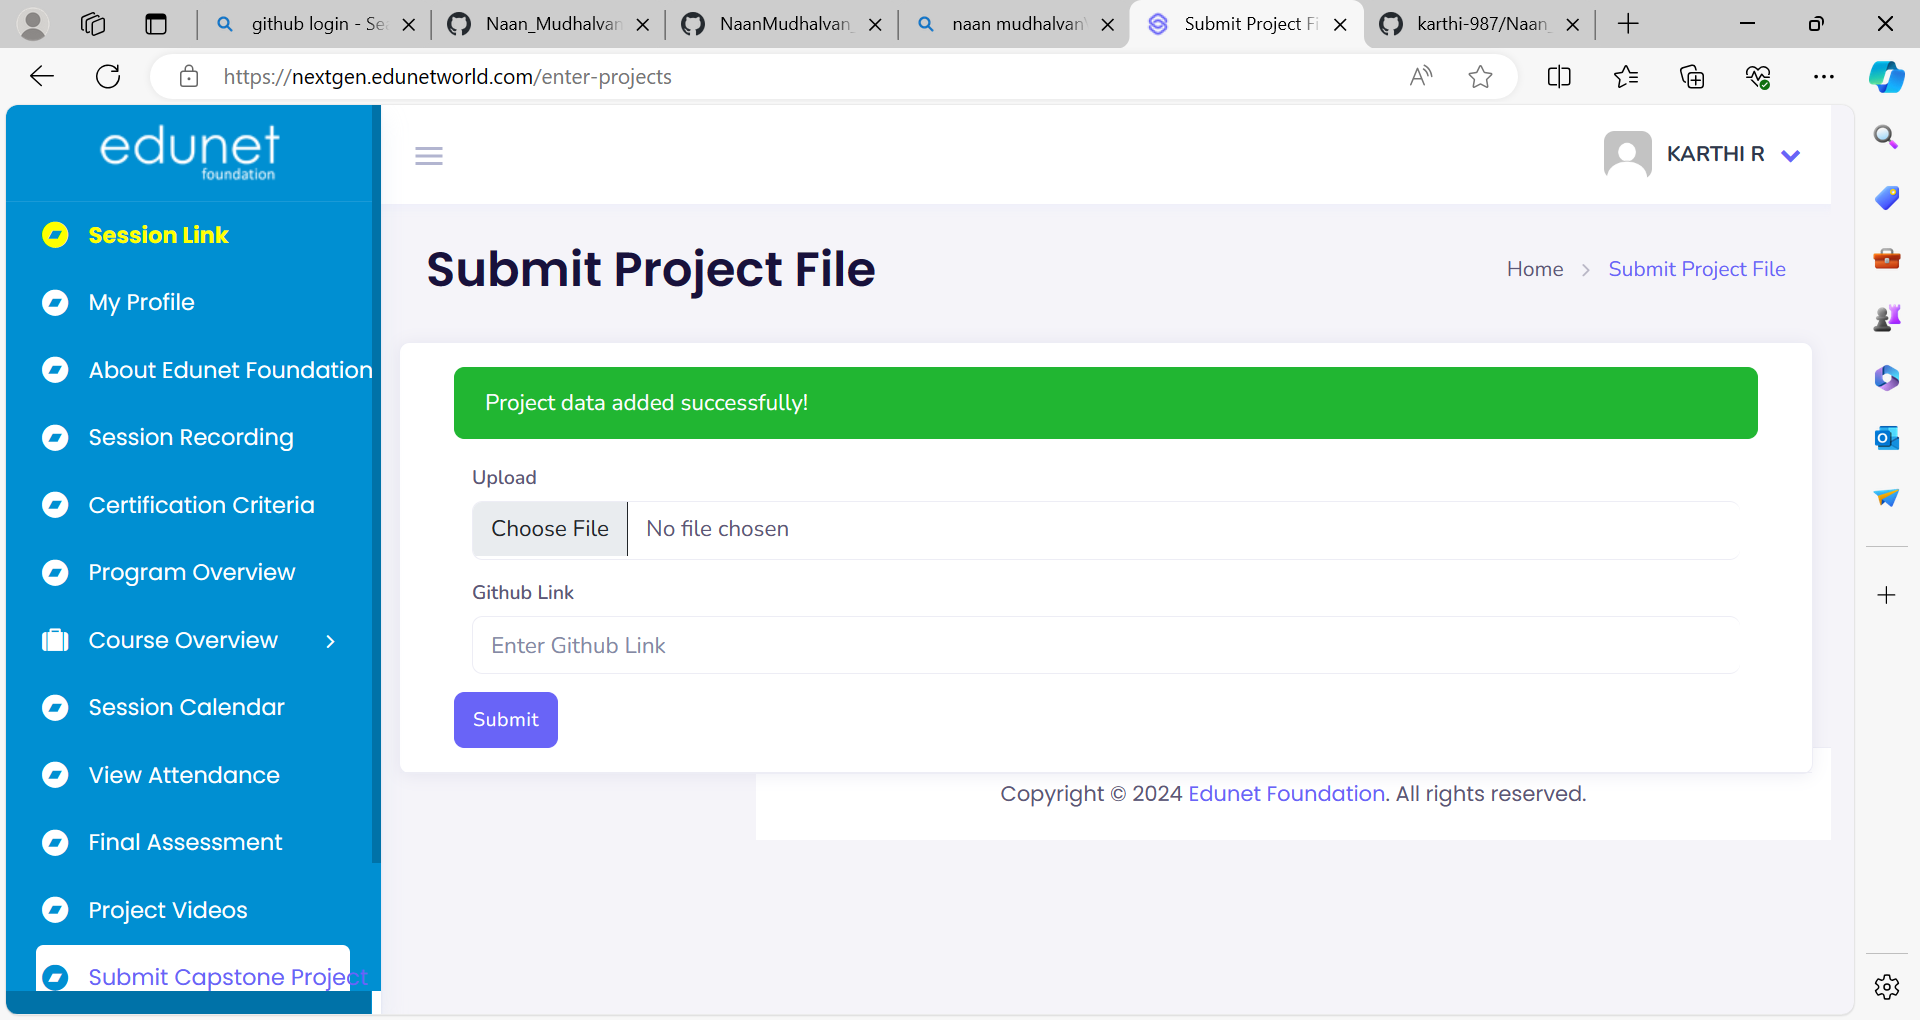 github login - Sea
Naan_Mudhalvan
NaanMudhalvan_
naan mudhalvan
Submit Project Fi
karthi-987/Naan_
https://nextgen.edunetworld.com/enter-projects
edunet
foundation
KARTHI R
Session Link
My Profile
About Edunet Foundation
Session Recording
Certification Criteria
Program Overview
Course Overview
Session Calendar
View Attendance
Final Assessment
Project Videos
Submit Capstone Project
Submit Project File
Home > Submit Project File
Project data added successfully!
Upload
Choose File No file chosen
Github Link
Enter Github Link
Submit
Copyright © 2024 Edunet Foundation. All rights reserved.